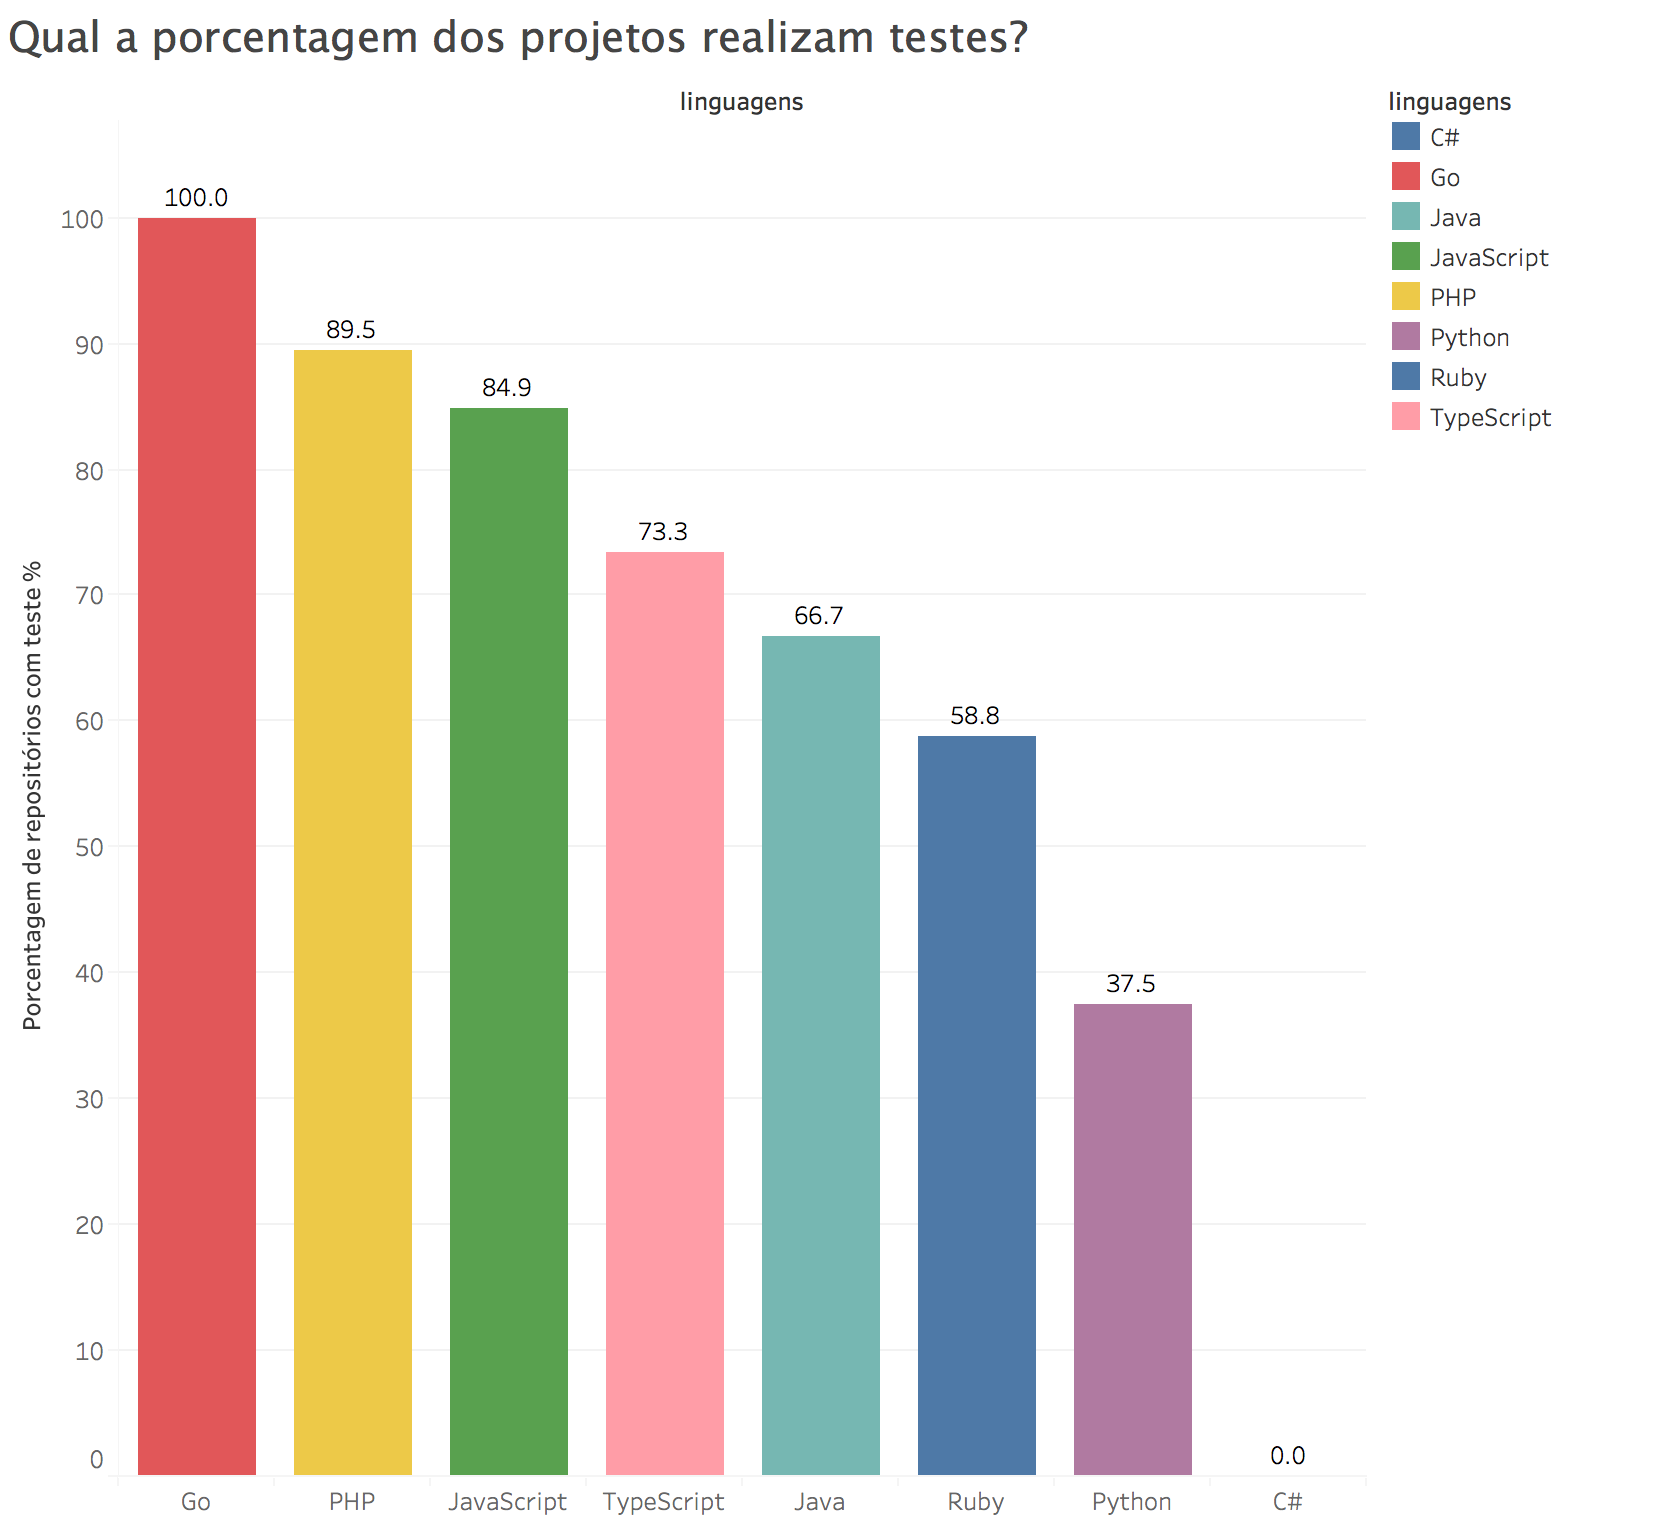 Qual a porcentagem dos projetos realizam testes?
linguagens
Porcentagem de repositórios com teste %
100
90
80
70
60
50
40
30
20
10
0
100.0
89.5
84.9
73.3
66.7
58.8
37.5
0.0
Go PHP JavaScript TypeScript Java Ruby Python C#
linguagens
C#
Go
Java
JavaScript
PHP
Python
Ruby
TypeScript